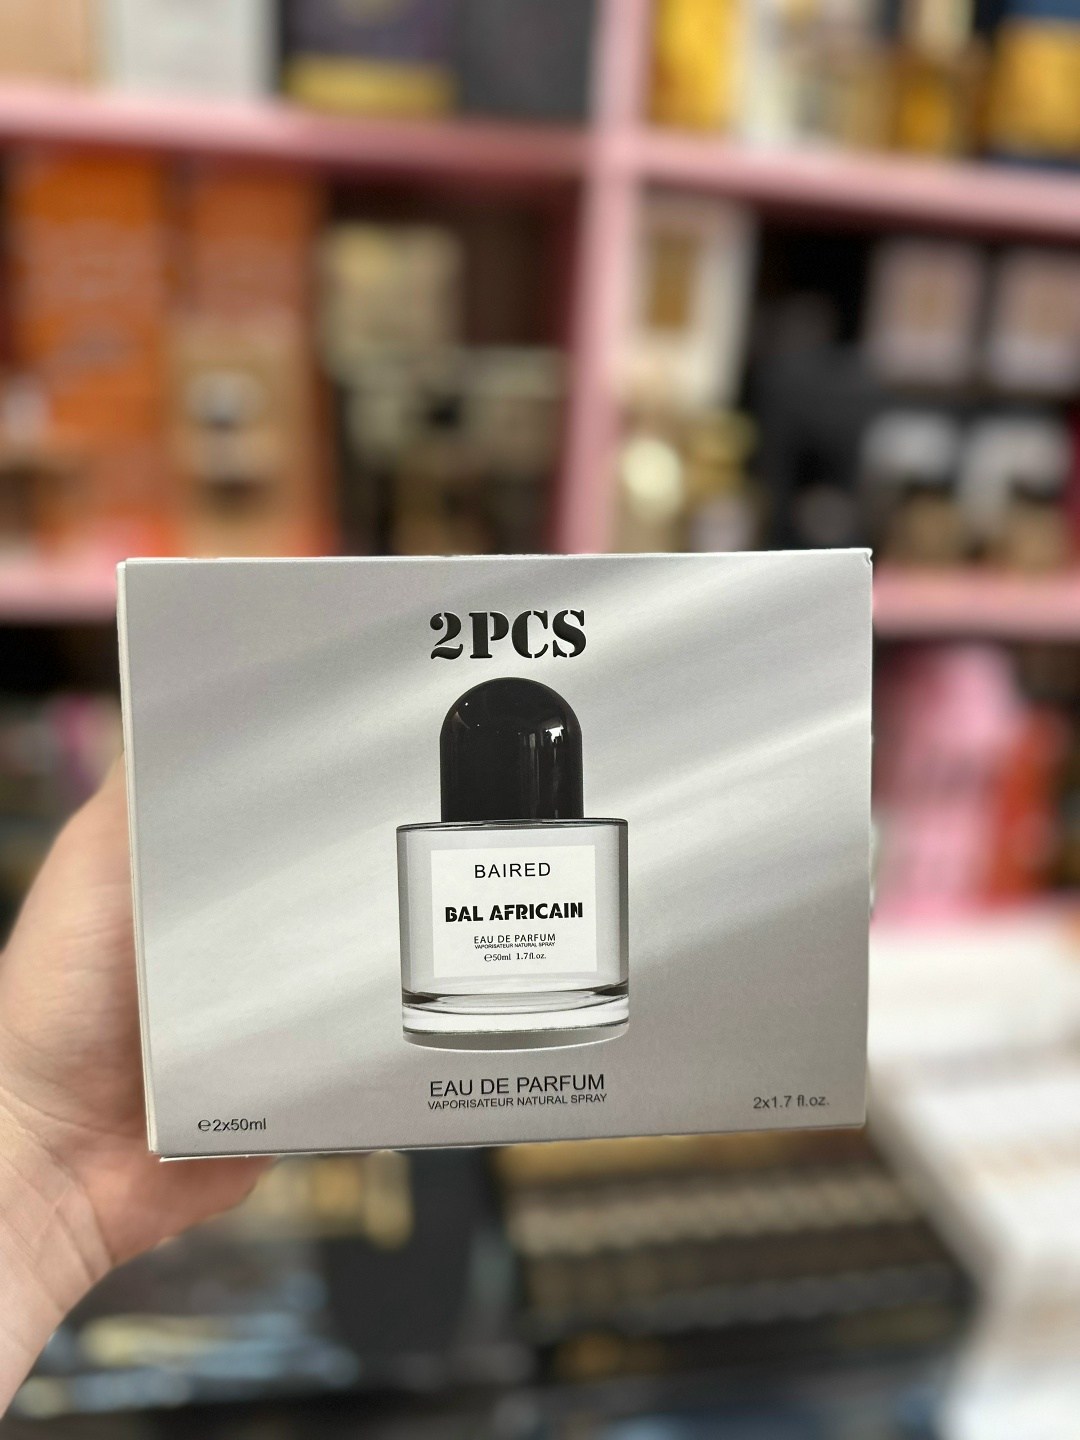 2PCS
BAIRED
BAL AFRICAIN
EAU DE PARFUM
VAPORISATEUR NATURAL SPRAY
℮50ml 1.7fl.oz.
EAU DE PARFUM
VAPORISATEUR NATURAL SPRAY
℮2x50ml
2x1.7 fl.oz.